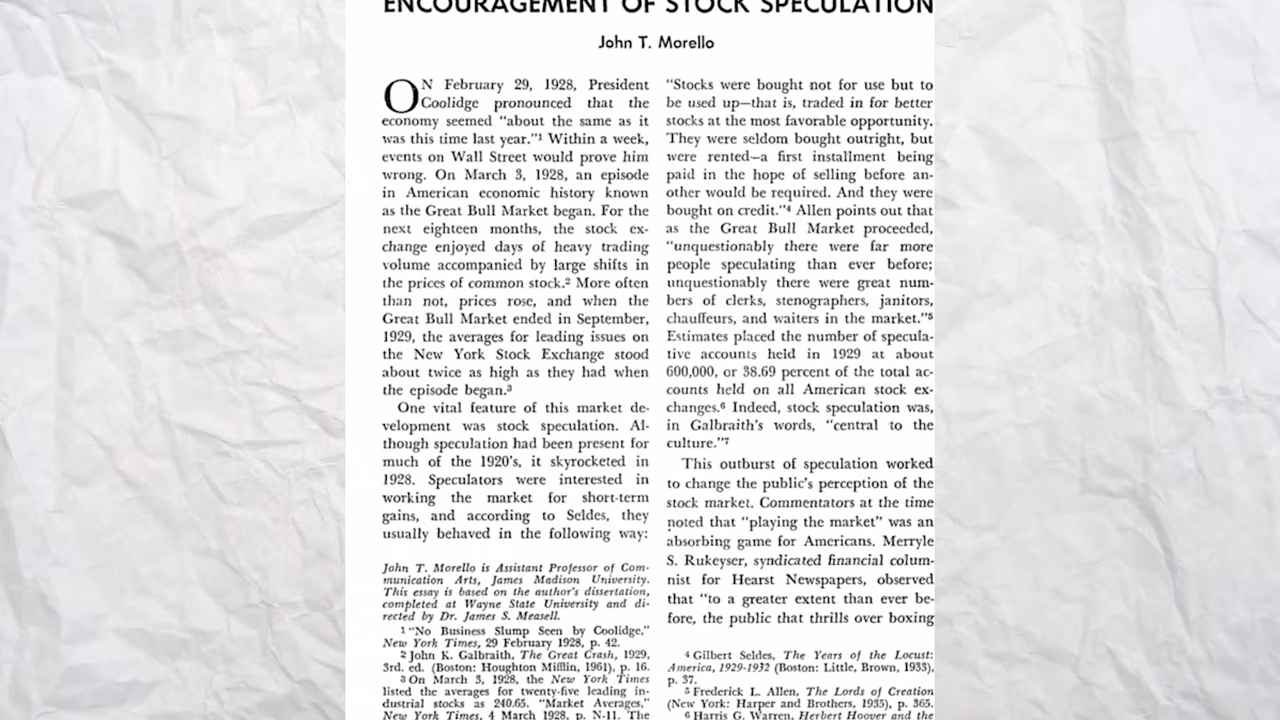 ENCOURAGEMENT OF STOCK SPECULATION
John T. Morello
ON February 29, 1928, President
Coolidge pronounced that the
economy seemed "about the same as it
was this time last year."¹ Within a week,
events on Wall Street would prove him
wrong. On March 3, 1928, an episode
in American economic history known
as the Great Bull Market began. For the
next eighteen months, the stock ex-
change enjoyed days of heavy trading
volume accompanied by large shifts in
the prices of common stock.² More often
than not, prices rose, and when the
Great Bull Market ended in September,
1929, the averages for leading issues on
the New York Stock Exchange stood
about twice as high as they had when
the episode began.³
One vital feature of this market de-
velopment was stock speculation. Al-
though speculation had been present for
much of the 1920's, it skyrocketed in
1928. Speculators were interested in
working the market for short-term
gains, and according to Seldes, they
usually behaved in the following way:
John T. Morello is Assistant Professor of Com-
munication Arts, James Madison University.
This essay is based on the author's dissertation,
completed at Wayne State University and di-
rected by Dr. James S. Measell.
¹ "No Business Slump Seen by Coolidge,"
New York Times, 29 February 1928, p. 42.
² John K. Galbraith, The Great Crash, 1929,
3rd. ed. (Boston: Houghton Mifflin, 1961), p. 16.
³ On March 3, 1928, the New York Times
listed the averages for twenty-five leading in-
dustrial stocks as 240.65. "Market Averages,"
New York Times, 4 March 1928, p. N-11. The
"Stocks were bought not for use but to
be used up—that is, traded in for better
stocks at the most favorable opportunity.
They were seldom bought outright, but
were rented—a first installment being
paid in the hope of selling before an-
other would be required. And they were
bought on credit."⁴ Allen points out that
as the Great Bull Market proceeded,
"unquestionably there were far more
people speculating than ever before;
unquestionably there were great num-
bers of clerks, stenographers, janitors,
chauffeurs, and waiters in the market."⁵
Estimates placed the number of specula-
tive accounts held in 1929 at about
600,000, or 38.69 percent of the total ac-
counts held on all American stock ex-
changes.⁶ Indeed, stock speculation was,
in Galbraith's words, "central to the
culture."⁷
This outburst of speculation worked
to change the public's perception of the
stock market. Commentators at the time
noted that "playing the market" was an
absorbing game for Americans. Merryle
S. Rukeyser, syndicated financial colum-
nist for Hearst Newspapers, observed
that "to a greater extent than ever be-
fore, the public that thrills over boxing
⁴ Gilbert Seldes, The Years of the Locust:
America, 1929-1932 (Boston: Little, Brown, 1933),
p. 37.
⁵ Frederick L. Allen, The Lords of Creation
(New York: Harper and Brothers, 1935), p. 365.
⁶ Harris G. Warren, Herbert Hoover and the